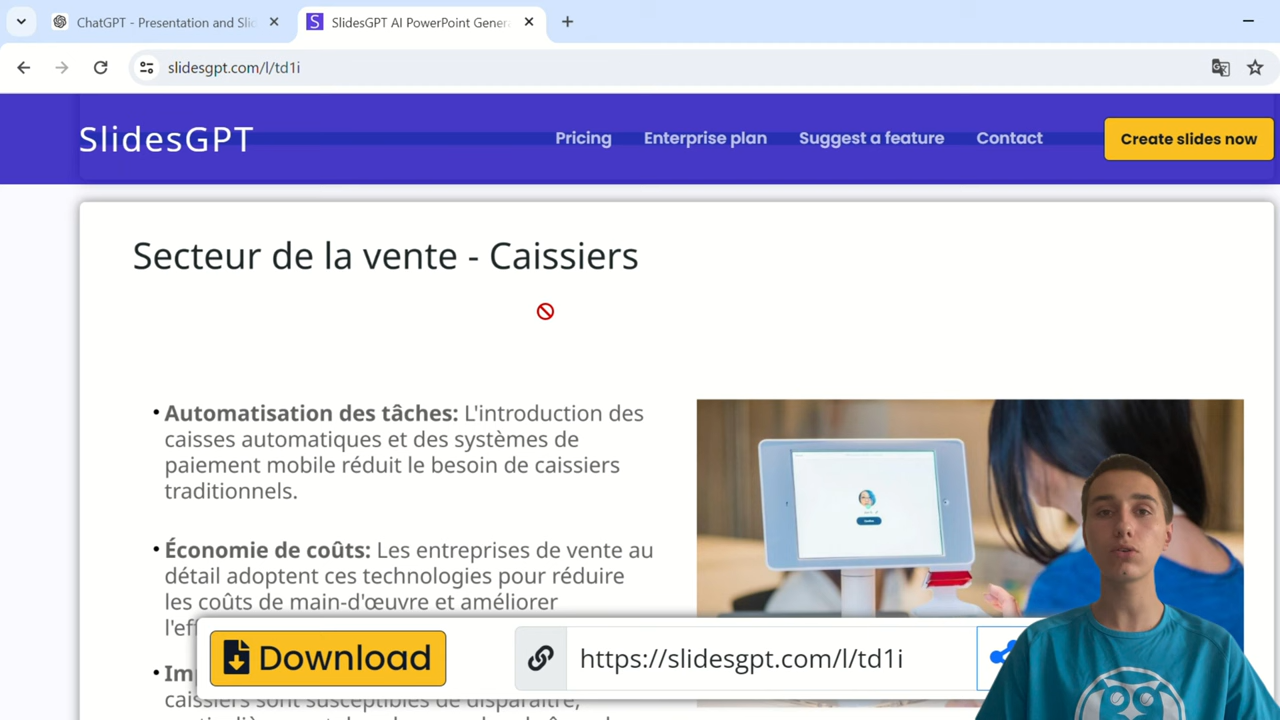 ChatGPT - Presentation and Slid
SlidesGPT AI PowerPoint Gener
slidesgpt.com/l/td1i
SlidesGPT
Pricing
Enterprise plan
Suggest a feature
Contact
Create slides now
Secteur de la vente - Caissiers
• Automatisation des tâches: L'introduction des
caisses automatiques et des systèmes de
paiement mobile réduit le besoin de caissiers
traditionnels.
• Économie de coûts: Les entreprises de vente au
détail adoptent ces technologies pour réduire
les coûts de main-d'œuvre et améliorer
Download
https://slidesgpt.com/l/td1i
caissiers sont susceptibles de disparaître,